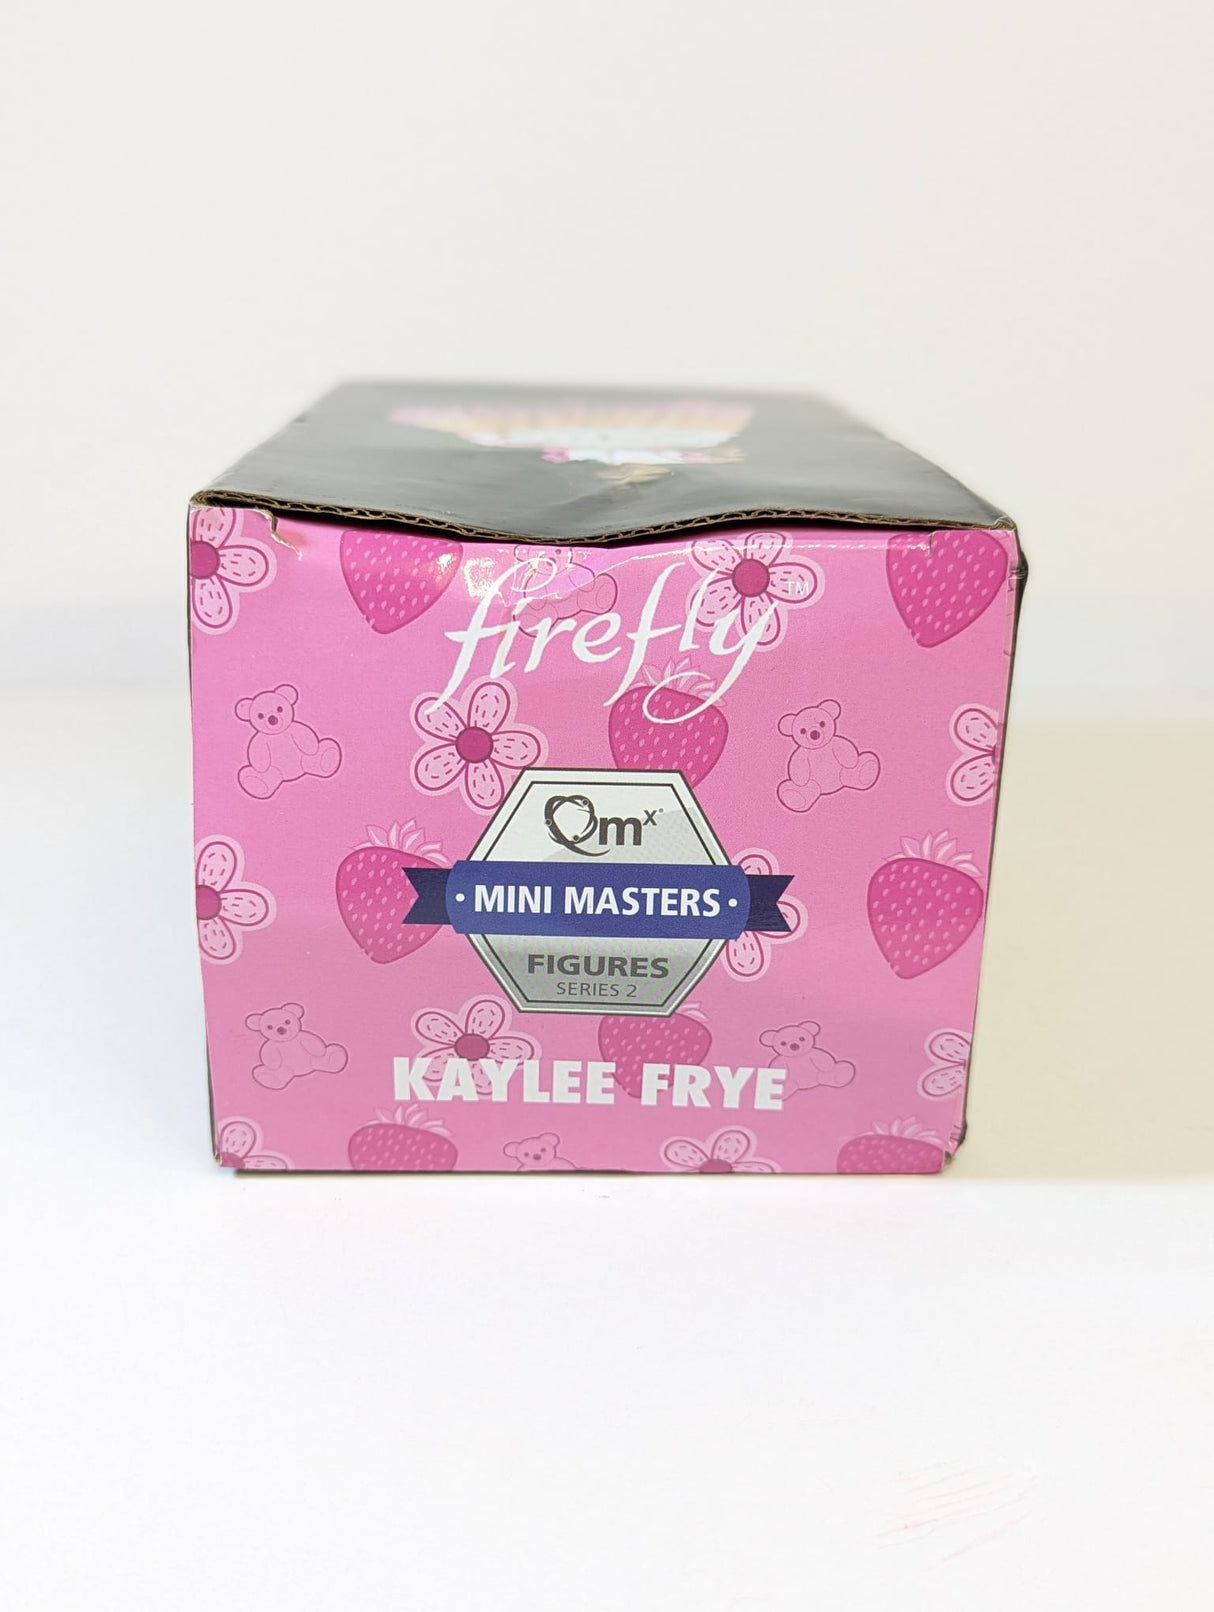 firefly™
Qmx®
• MINI MASTERS •
FIGURES
SERIES 2
KAYLEE FRYE